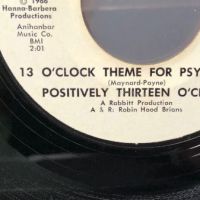 © 1966
Hanna-Barbera
Productions
Anihanbar
Music Co.
BMI
2:01
13 O'CLOCK THEME FOR PSY
(Maynard-Payne)
POSITIVELY THIRTEEN O'CL
A Rabbitt Production
A & R: Robin Hood Brians